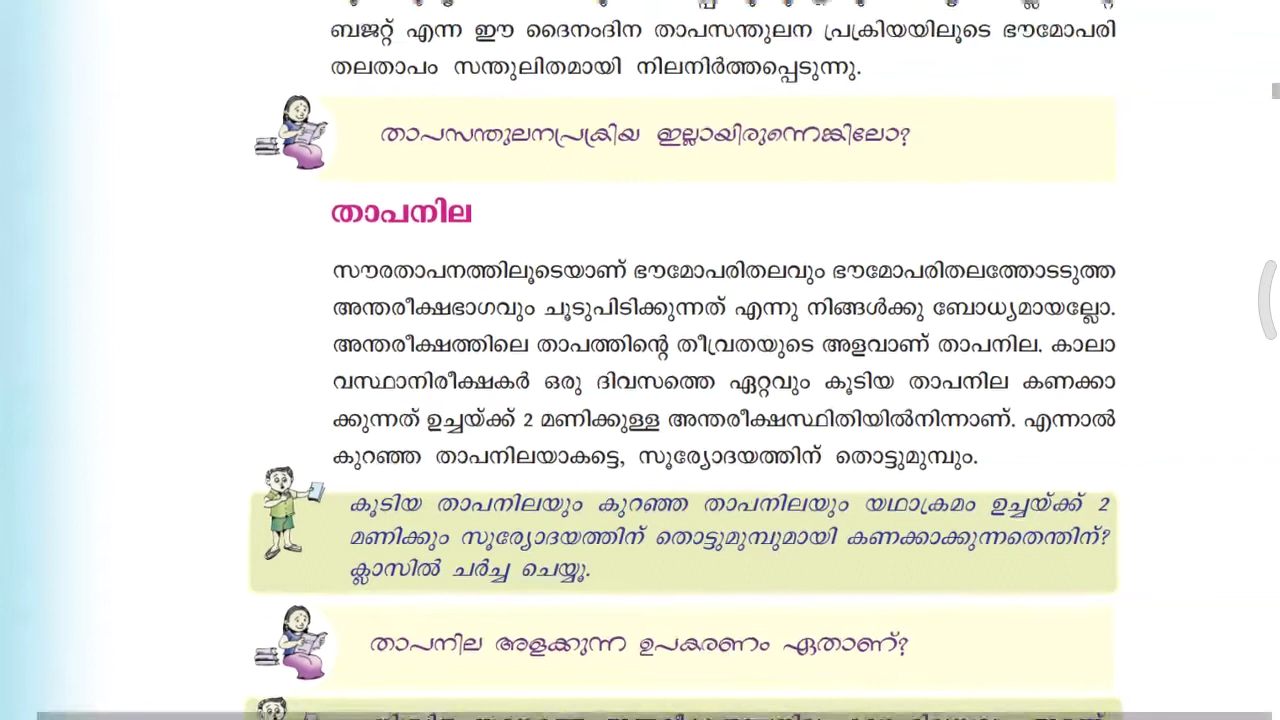 ബജറ്റ് എന്ന ഈ ദൈനംദിന താപസന്തുലന പ്രക്രിയയിലൂടെ ഭൗമോപരി
തലതാപം സന്തുലിതമായി നിലനിർത്തപ്പെടുന്നു.
താപസന്തുലനപ്രക്രിയ ഇല്ലായിരുന്നെങ്കിലോ?
താപനില
സൗരതാപനത്തിലൂടെയാണ് ഭൗമോപരിതലവും ഭൗമോപരിതലത്തോടടുത്ത
അന്തരീക്ഷഭാഗവും ചൂടുപിടിക്കുന്നത് എന്നു നിങ്ങൾക്കു ബോധ്യമായല്ലോ.
അന്തരീക്ഷത്തിലെ താപത്തിന്റെ തീവ്രതയുടെ അളവാണ് താപനില. കാലാ
വസ്ഥാനിരീക്ഷകർ ഒരു ദിവസത്തെ ഏറ്റവും കൂടിയ താപനില കണക്കാ
ക്കുന്നത് ഉച്ചയ്ക്ക് 2 മണിക്കുള്ള അന്തരീക്ഷസ്ഥിതിയിൽനിന്നാണ്. എന്നാൽ
കുറഞ്ഞ താപനിലയാകട്ടെ, സൂര്യോദയത്തിന് തൊട്ടുമുമ്പും.
കൂടിയ താപനിലയും കുറഞ്ഞ താപനിലയും യഥാക്രമം ഉച്ചയ്ക്ക് 2
മണിക്കും സൂര്യോദയത്തിന് തൊട്ടുമുമ്പുമായി കണക്കാക്കുന്നതെന്തിന്?
ക്ലാസിൽ ചർച്ച ചെയ്യൂ.
താപനില അളക്കുന്ന ഉപകരണം ഏതാണ്?